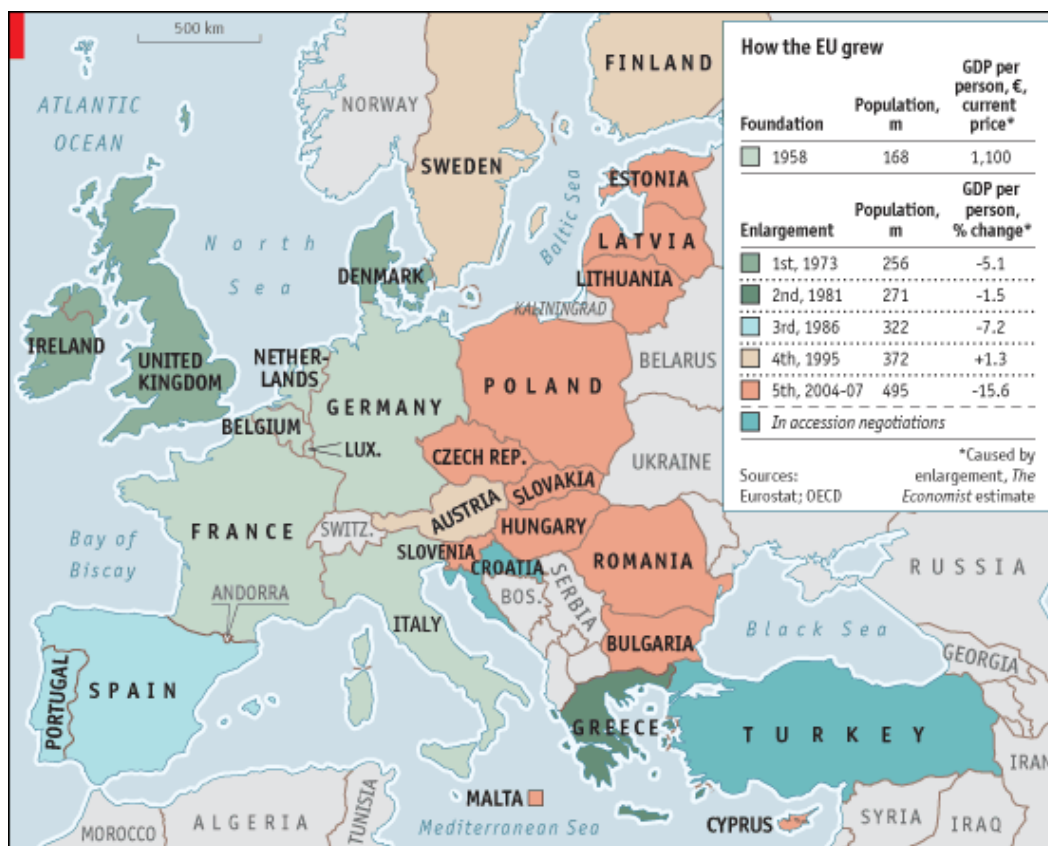 500 km
ATLANTIC
OCEAN
NORWAY
FINLAND
SWEDEN
Baltic Sea
ESTONIA
LATVIA
LITHUANIA
KALININGRAD
North
Sea
DENMARK
IRELAND
UNITED
KINGDOM
NETHER-
LANDS
BELGIUM
LUX.
GERMANY
POLAND
BELARUS
UKRAINE
CZECH REP.
SLOVAKIA
AUSTRIA
HUNGARY
FRANCE
SWITZ.
SLOVENIA
CROATIA
BOS.
SERBIA
ROMANIA
RUSSIA
Bay of
Biscay
ANDORRA
ITALY
BULGARIA
Black Sea
GEORGIA
PORTUGAL
SPAIN
GREECE
TURKEY
IRAN
MALTA
Mediterranean Sea
CYPRUS
SYRIA
IRAQ
MOROCCO
ALGERIA
TUNISIA
How the EU grew
Foundation
Population,
m
GDP per
person, €,
current
price*
1958 168 1,100
Enlargement
Population,
m
GDP per
person,
% change*
1st, 1973 256 -5.1
2nd, 1981 271 -1.5
3rd, 1986 322 -7.2
4th, 1995 372 +1.3
5th, 2004-07 495 -15.6
In accession negotiations
Sources:
Eurostat; OECD
*Caused by
enlargement, The
Economist estimate